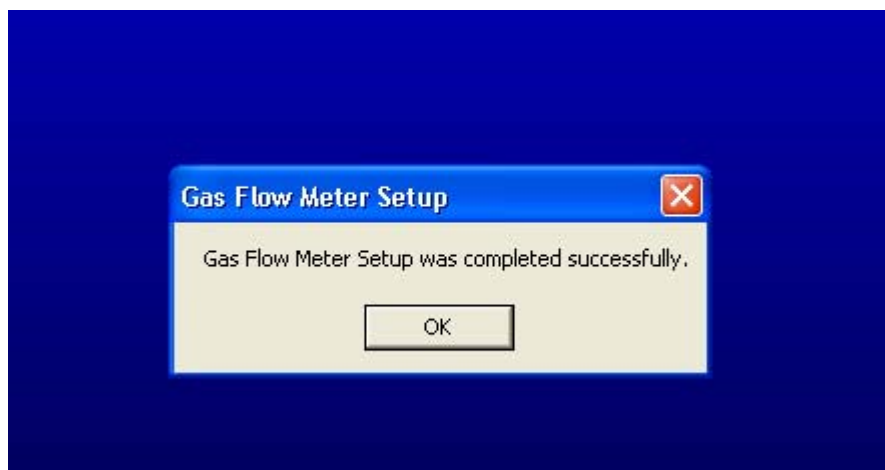 Gas Flow Meter Setup
Gas Flow Meter Setup was completed successfully.
OK